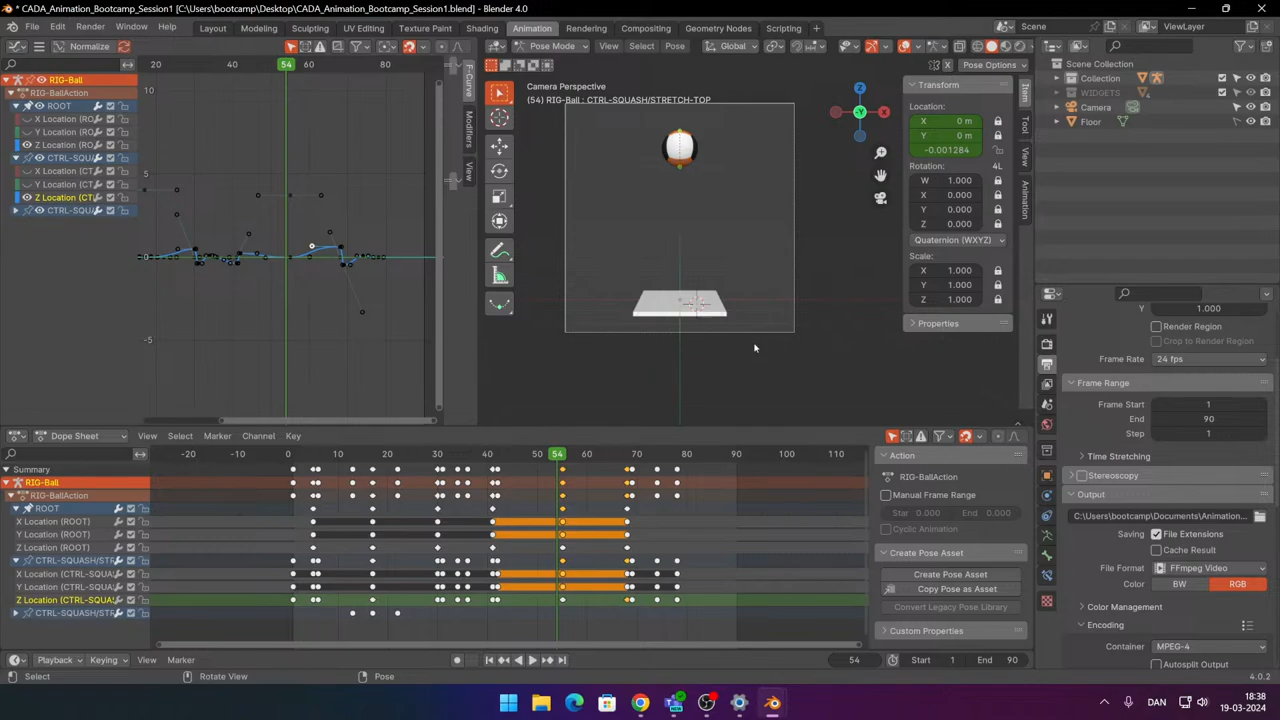 * CADA_Animation_Bootcamp_Session1 [C:\Users\bootcamp\Desktop\CADA_Animation_Bootcamp_Session1.blend] - Blender 4.0
File Edit Render Window Help Layout Modeling Sculpting UV Editing Texture Paint Shading Animation Rendering Compositing Geometry Nodes Scripting Scene ViewLayer
Normalize Pose Mode View Select Pose Global
20 54 80
Pose Options
RIG-Ball
RIG-BallAction
ROOT
X Location (RO
Y Location (RO
Z Location (RO
CTRL-SQU
X Location (CT
Y Location (CT
Z Location (CT
CTRL-SQU
10
5
0
-5
F-Curve
Modifiers
View
Camera Perspective
(54) RIG-Ball : CTRL-SQUASH/STRETCH-TOP
Z
-Y
X
Transform
Location:
X 0 m
Y 0 m
-0.001284
Rotation: 4L
W 1.000
X 0.000
Y 0.000
Z 0.000
Quaternion (WXYZ)
Scale:
X 1.000
Y 1.000
Z 1.000
Properties
Item
Tool
View
Animation
Scene Collection
Collection
WIDGETS
Camera
Floor
Y 1.000
Render Region
Crop to Render Region
Frame Rate 24 fps
Frame Range
Frame Start 1
End 90
Step 1
Time Stretching
Stereoscopy
Output
C:\Users\bootcamp\Documents\Animation...
Saving File Extensions
Cache Result
File Format FFmpeg Video
Color BW RGB
Color Management
Encoding
Container MPEG-4
Autosplit Output
Dope Sheet View Select Marker Channel Key
-20 -10 0 10 20 30 40 54 60 70 80 90 100 110
Summary
RIG-Ball
RIG-BallAction
ROOT
X Location (ROOT)
Y Location (ROOT)
Z Location (ROOT)
CTRL-SQUASH/STR
X Location (CTRL-SQUA
Y Location (CTRL-SQUA
Z Location (CTRL-SQUA
CTRL-SQUASH/STR
Action
RIG-BallAction
Manual Frame Range
Star 0.000 End 0.000
Cyclic Animation
Create Pose Asset
Create Pose Asset
Copy Pose as Asset
Convert Legacy Pose Library
Custom Properties
Playback Keying View Marker 54 Start 1 End 90
Select Rotate View Pose 4.0.2
DAN 18:38
19-03-2024